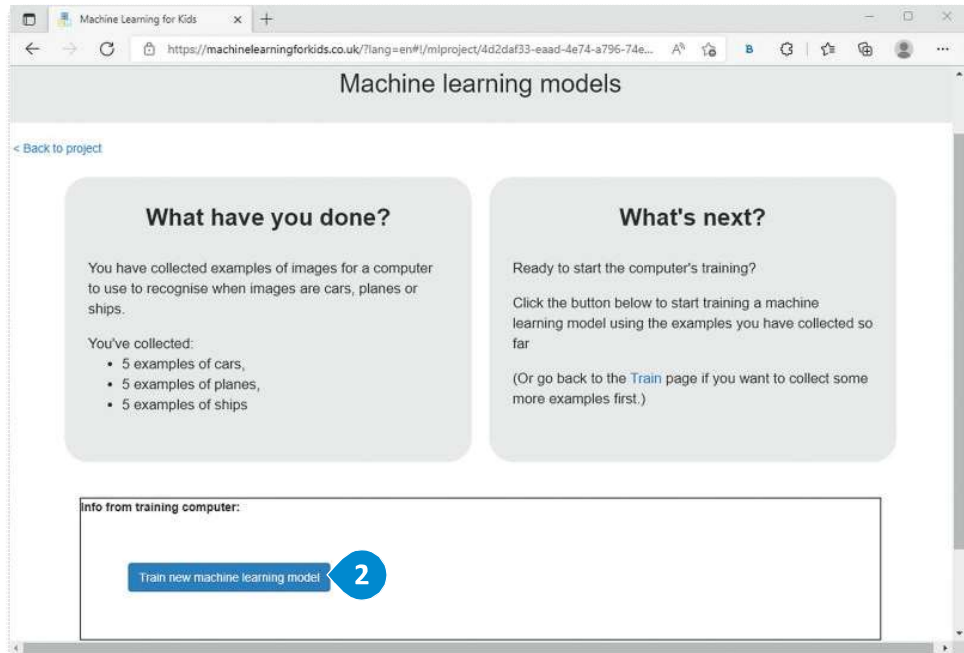 Machine Learning for Kids
https://machinelearningforkids.co.uk/?lang=en#!/mlproject/4d2daf33-eaad-4e74-a796-74e...
Machine learning models
< Back to project
What have you done?
You have collected examples of images for a computer
to use to recognise when images are cars, planes or
ships.
You've collected:
• 5 examples of cars,
• 5 examples of planes,
• 5 examples of ships
What's next?
Ready to start the computer's training?
Click the button below to start training a machine
learning model using the examples you have collected so
far
(Or go back to the Train page if you want to collect some
more examples first.)
Info from training computer:
Train new machine learning model
2